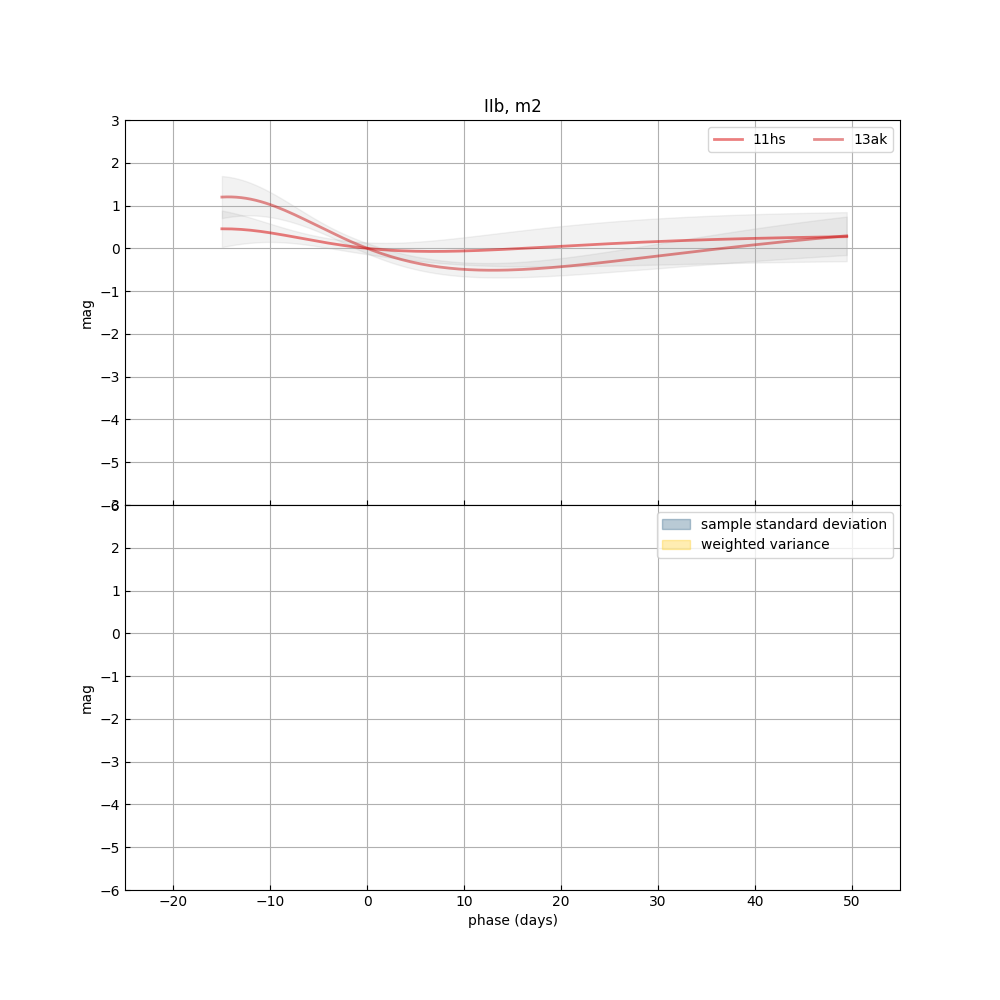 IIb, m2
11hs 13ak
3
2
1
0
−1
−2
−3
−4
−5
mag
sample standard deviation
weighted variance
2
1
0
−1
−2
−3
−4
−5
−6
mag
−20 −10 0 10 20 30 40 50
phase (days)